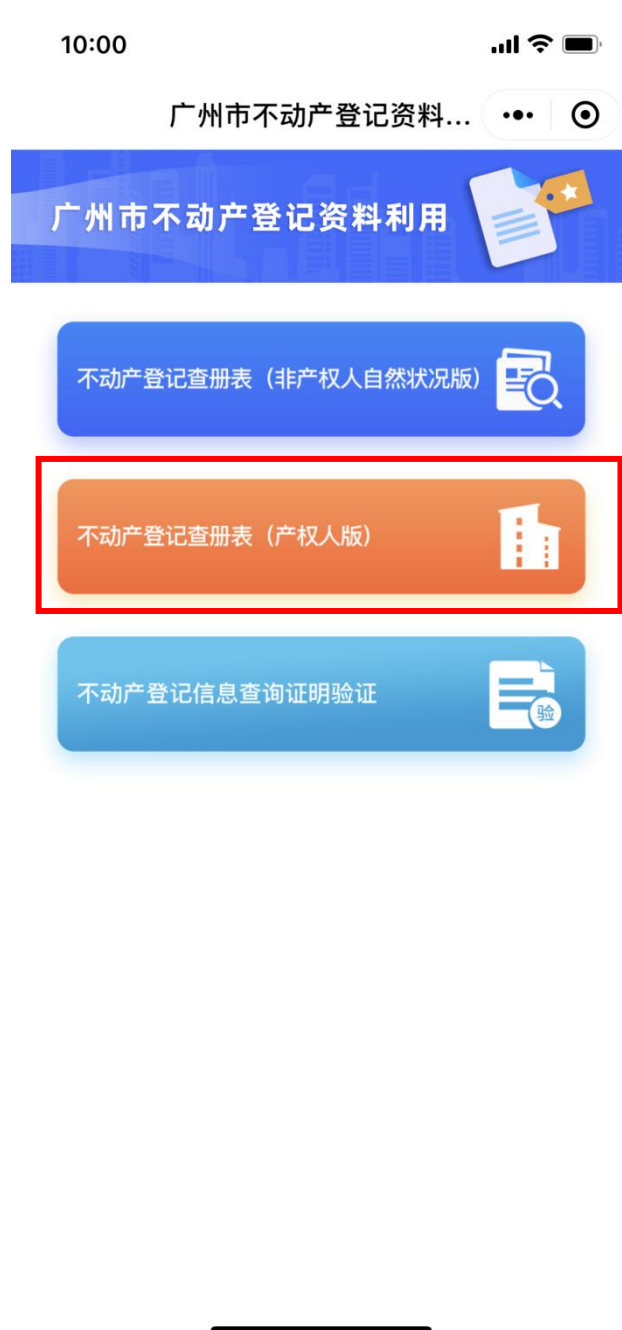 10:00
广州市不动产登记资料...
广州市不动产登记资料利用
不动产登记查册表（非产权人自然状况版）
不动产登记查册表（产权人版）
不动产登记信息查询证明验证
验